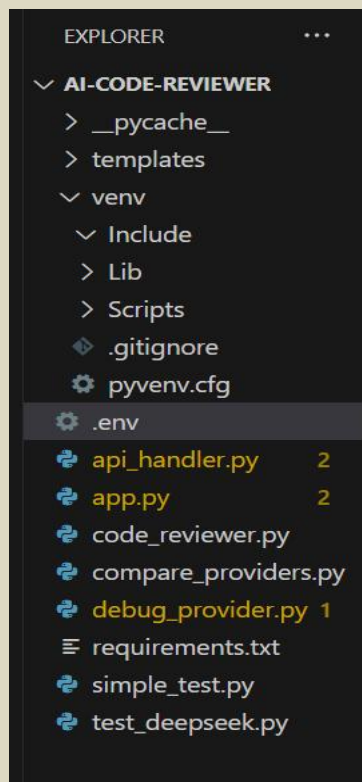 EXPLORER ...
AI-CODE-REVIEWER
__pycache__
templates
venv
Include
Lib
Scripts
.gitignore
pyvenv.cfg
.env
api_handler.py 2
app.py 2
code_reviewer.py
compare_providers.py
debug_provider.py 1
requirements.txt
simple_test.py
test_deepseek.py